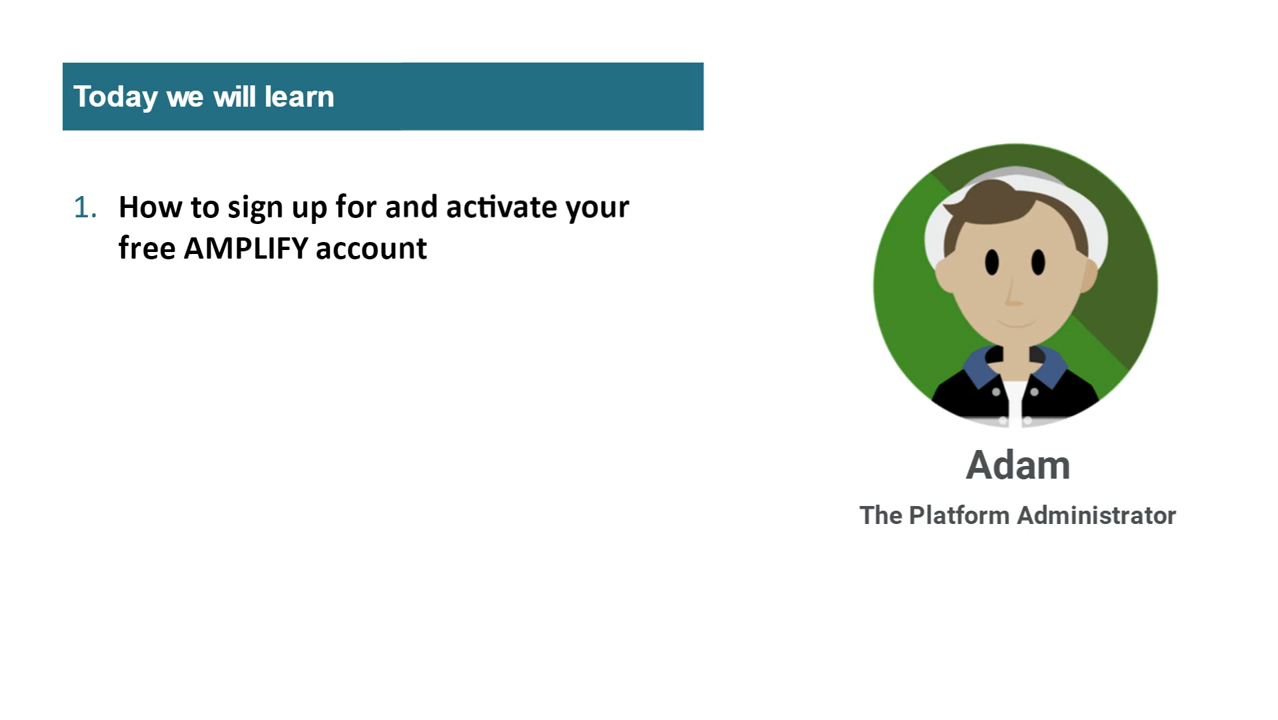 Today we will learn
1. How to sign up for and activate your
free AMPLIFY account
Adam
The Platform Administrator